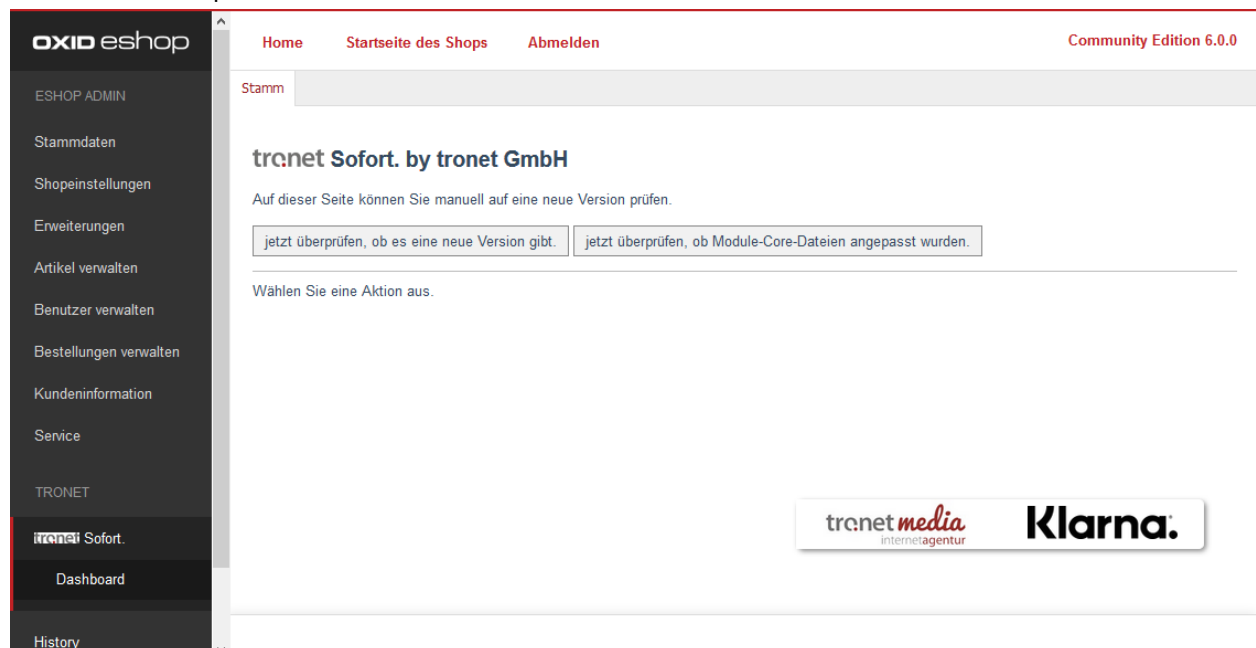 OXID eshop
Home Startseite des Shops Abmelden Community Edition 6.0.0
Stamm
ESHOP ADMIN
Stammdaten
Shopeinstellungen
Erweiterungen
Artikel verwalten
Benutzer verwalten
Bestellungen verwalten
Kundeninformation
Service
TRONET
tronet Sofort.
Dashboard
History
tronet Sofort. by tronet GmbH
Auf dieser Seite können Sie manuell auf eine neue Version prüfen.
jetzt überprüfen, ob es eine neue Version gibt. jetzt überprüfen, ob Module-Core-Dateien angepasst wurden.
Wählen Sie eine Aktion aus.
tronet media
internetagentur
Klarna.